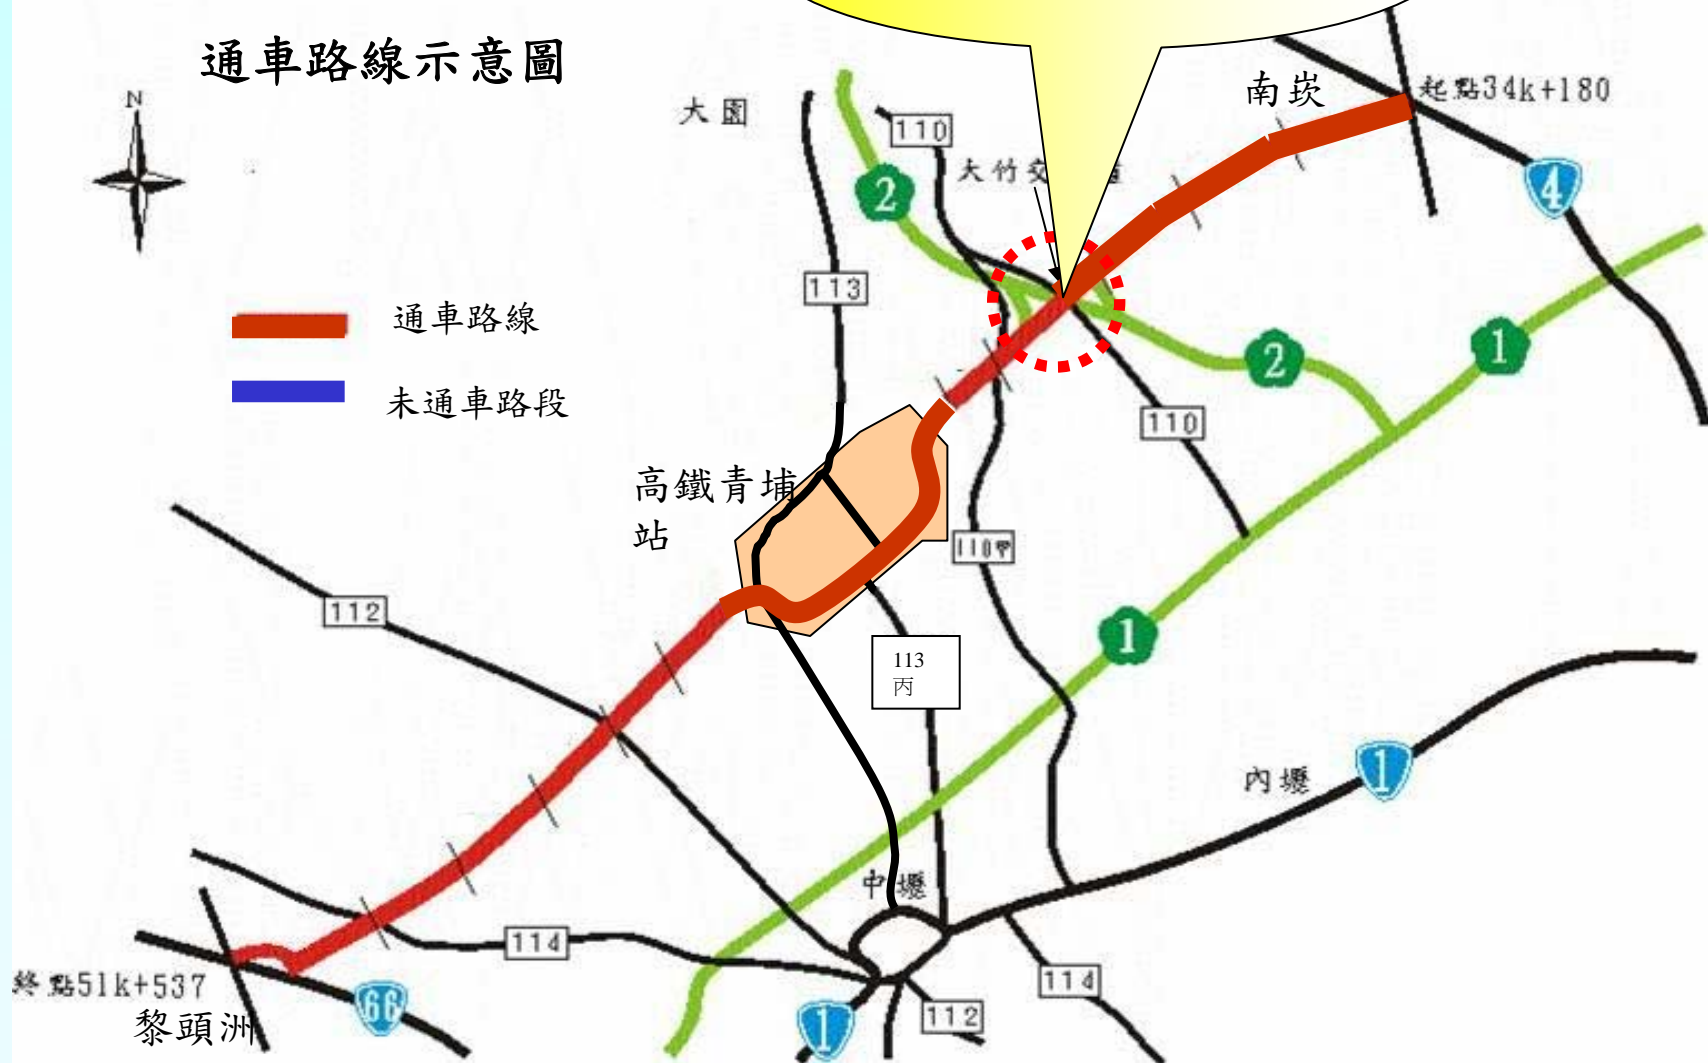 通車路線示意圖
N
大園
110
南崁
起點34k+180
大竹交
2
4
113
通車路線
未通車路段
2
1
110
高鐵青埔
站
110甲
112
1
113
丙
內壢
1
中壢
114
114
終點51k+537
66
黎頭洲
1
112